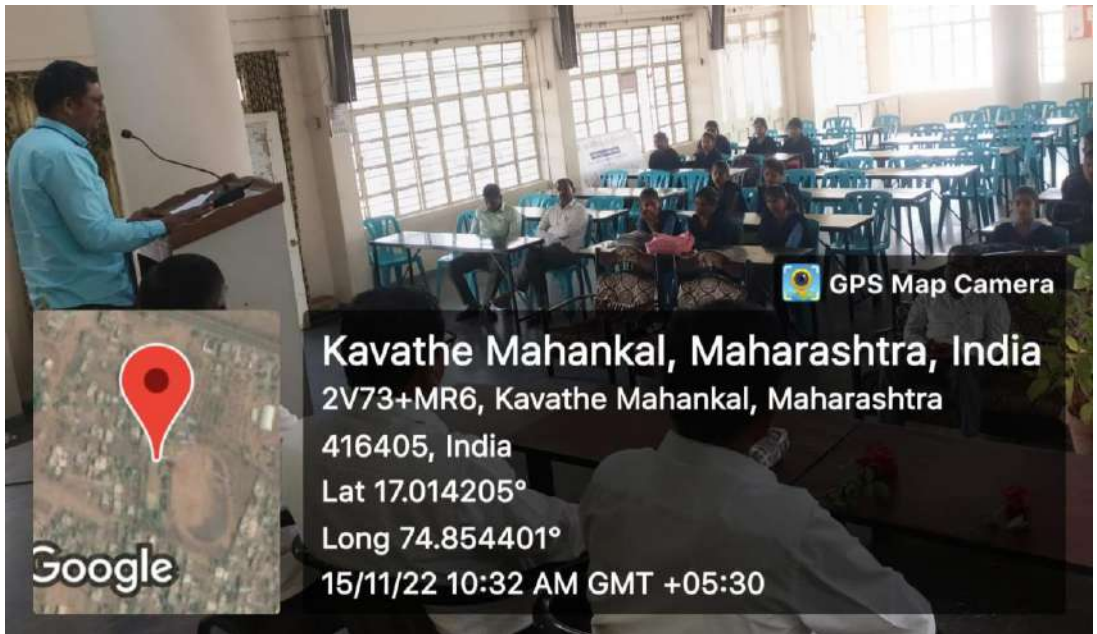 GPS Map Camera
Kavathe Mahankal, Maharashtra, India
2V73+MR6, Kavathe Mahankal, Maharashtra
416405, India
Lat 17.014205°
Long 74.854401°
15/11/22 10:32 AM GMT +05:30
Google